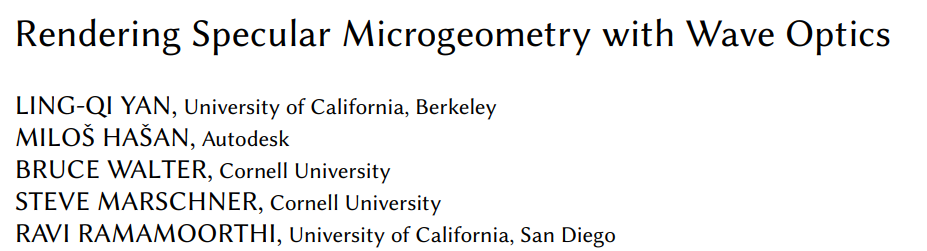 Rendering Specular Microgeometry with Wave Optics
LING-QI YAN, University of California, Berkeley
MILOŠ HAŠAN, Autodesk
BRUCE WALTER, Cornell University
STEVE MARSCHNER, Cornell University
RAVI RAMAMOORTHI, University of California, San Diego